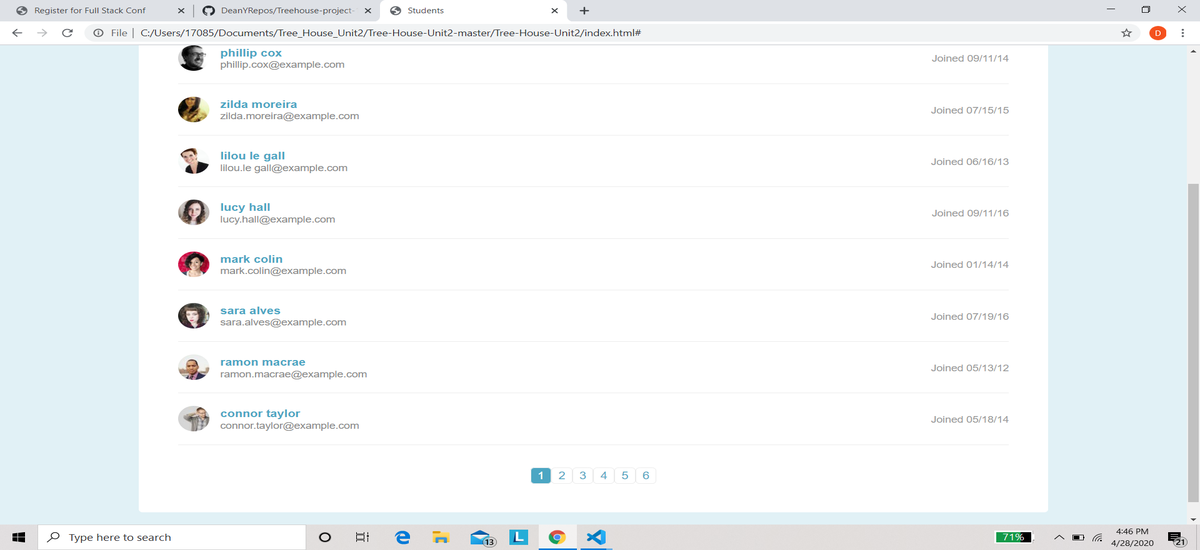 Register for Full Stack Conf
DeanYRepos/Treehouse-project-
Students
File | C:/Users/17085/Documents/Tree_House_Unit2/Tree-House-Unit2-master/Tree-House-Unit2/index.html#
D
phillip cox
phillip.cox@example.com
Joined 09/11/14
zilda moreira
zilda.moreira@example.com
Joined 07/15/15
lilou le gall
lilou.le gall@example.com
Joined 06/16/13
lucy hall
lucy.hall@example.com
Joined 09/11/16
mark colin
mark.colin@example.com
Joined 01/14/14
sara alves
sara.alves@example.com
Joined 07/19/16
ramon macrae
ramon.macrae@example.com
Joined 05/13/12
connor taylor
connor.taylor@example.com
Joined 05/18/14
1 2 3 4 5 6
Type here to search
13
L
71%
4:46 PM
4/28/2020
21